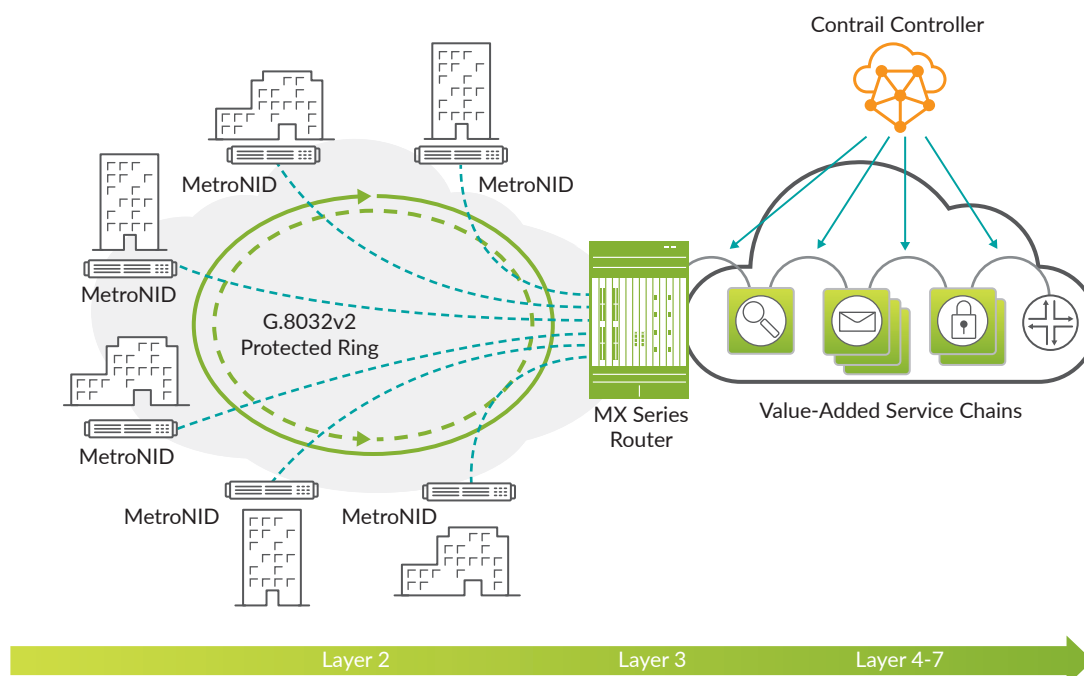 Contrail Controller
MetroNID
MetroNID
MetroNID
G.8032v2
Protected Ring
MX Series
Router
Value-Added Service Chains
MetroNID
MetroNID
MetroNID
Layer 2
Layer 3
Layer 4-7